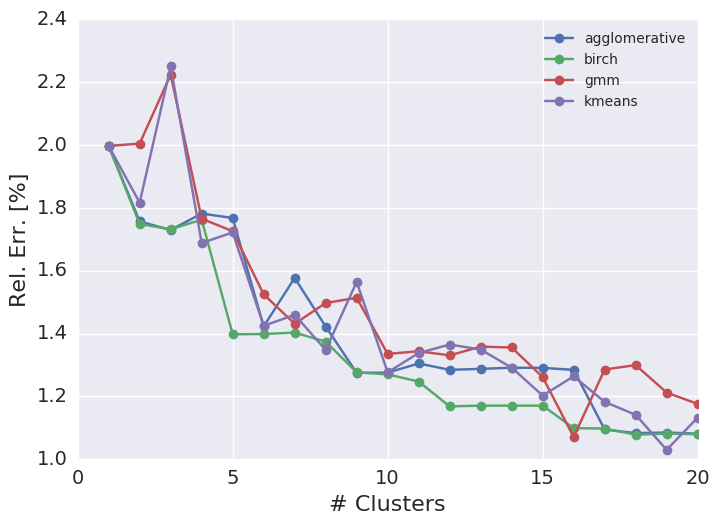 2.4
2.2
2.0
1.8
1.6
1.4
1.2
1.0
Rel. Err. [%]
agglomerative
birch
gmm
kmeans
0 5 10 15 20
# Clusters